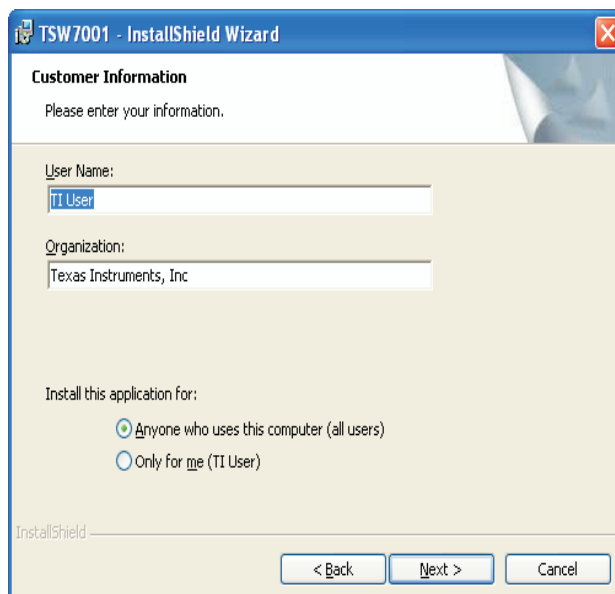 TSW7001 - InstallShield Wizard
Customer Information
Please enter your information.
User Name:
TI User
Organization:
Texas Instruments, Inc
Install this application for:
Anyone who uses this computer (all users)
Only for me (TI User)
InstallShield
< Back Next > Cancel